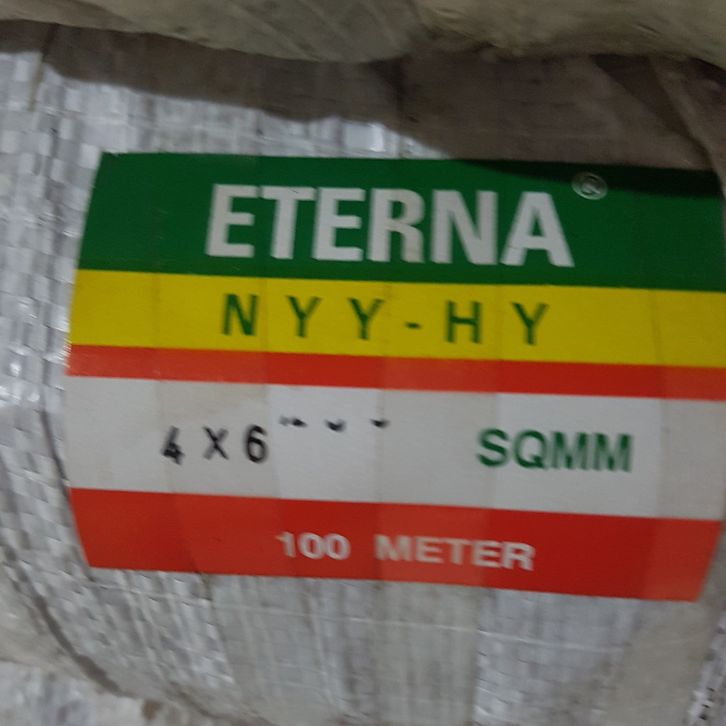 ETERNA®
NYY-HY
4 X 6 SQMM
100 METER